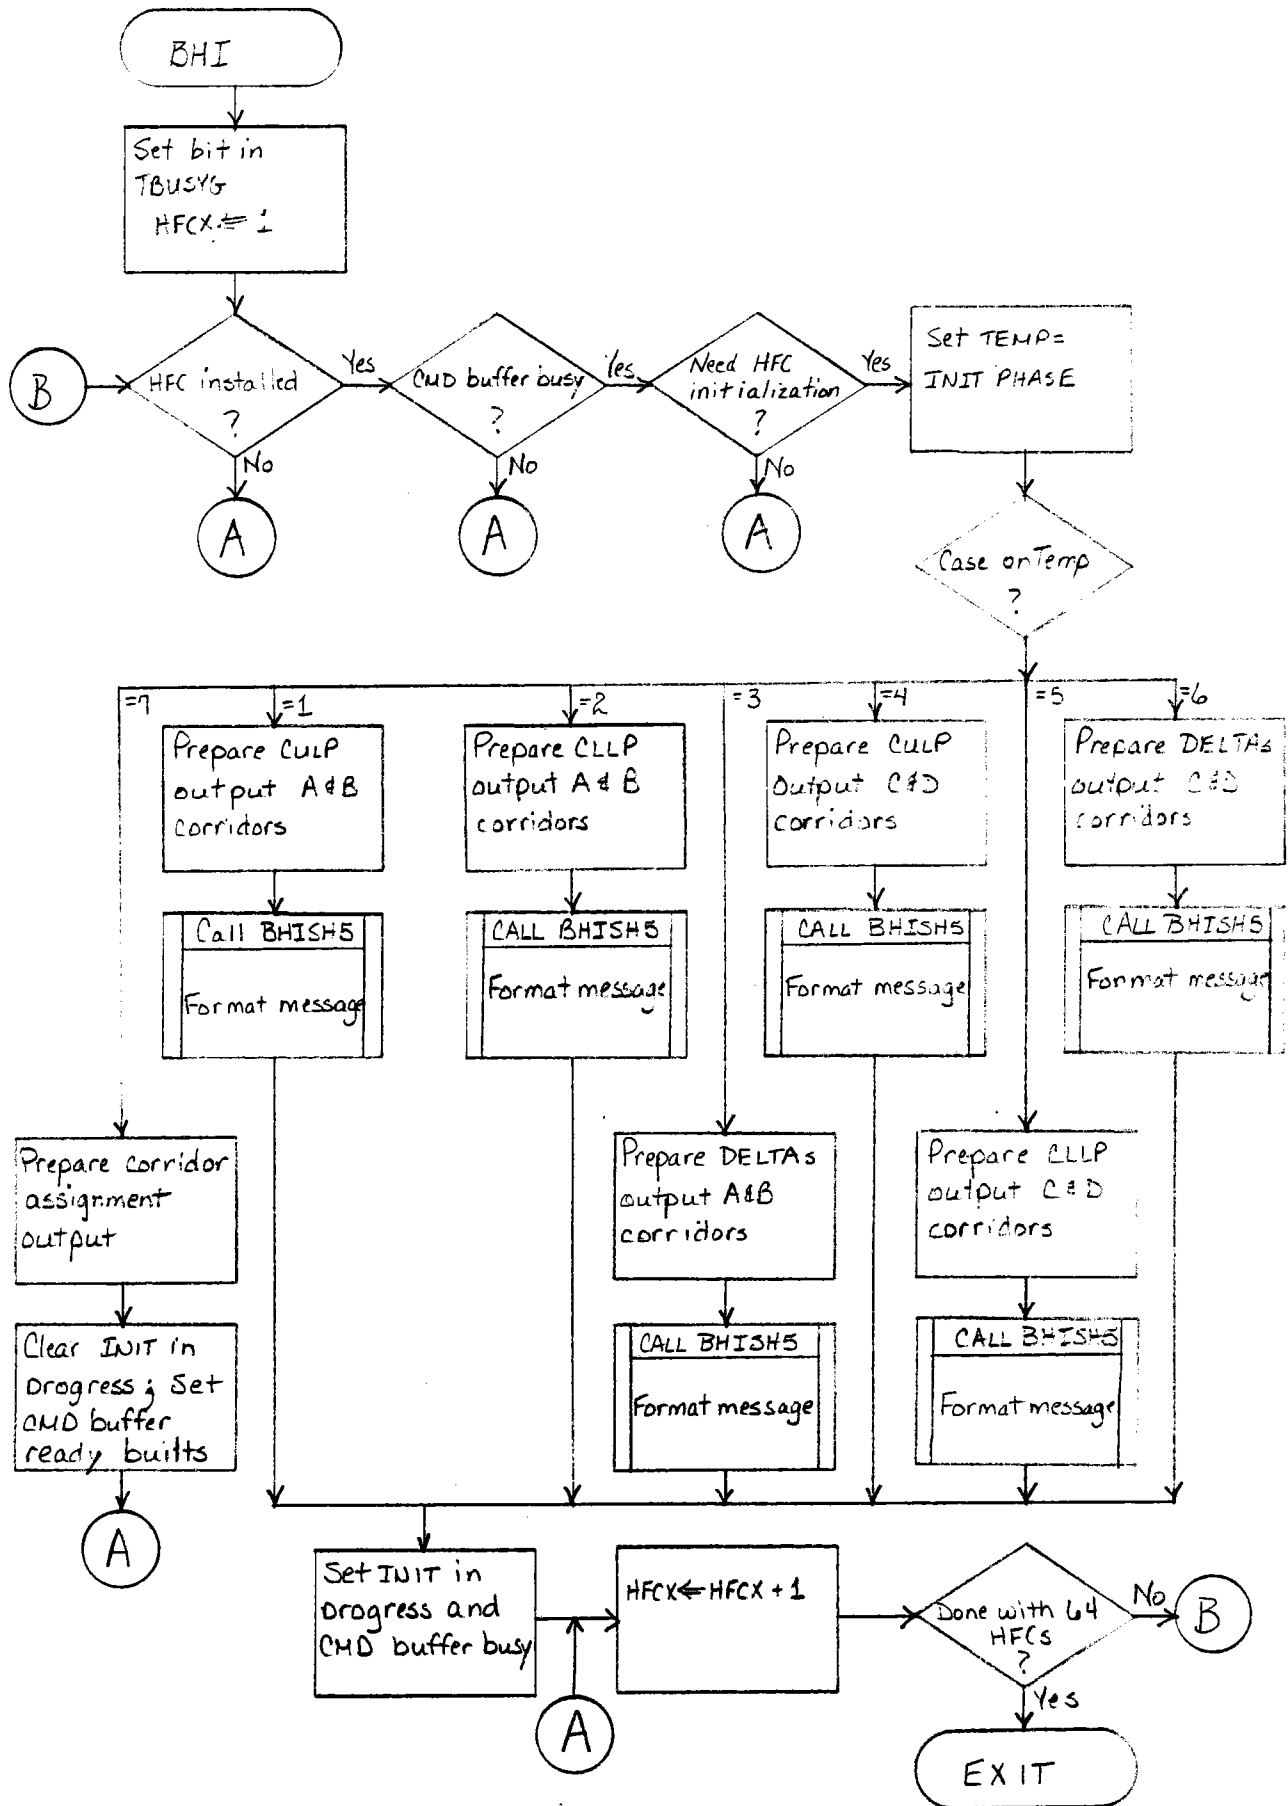 BHI
Set bit in
TBUSYG
HFCX ⇐ 1
B
HFC installed
?
Yes
No
A
CMD buffer busy
?
Yes
No
A
Need HFC
initialization
?
Yes
No
A
Set TEMP=
INIT PHASE
Case on Temp
?
=7
=1
=2
=3
=4
=5
=6
Prepare CULP
output A&B
corridors
Call BHISH5
Format message
Prepare CLLP
output A&B
corridors
CALL BHISH5
Format message
Prepare CULP
output C&D
corridors
CALL BHISH5
Format message
Prepare DELTAs
output C&D
corridors
CALL BHISH5
Format message
Prepare corridor
assignment
output
Clear INIT in
Progress; Set
CMD buffer
ready builts
A
Prepare DELTAs
output A&B
corridors
CALL BHISH5
Format message
Prepare CLLP
output C&D
corridors
CALL BHISH5
Format message
Set INIT in
Progress and
CMD buffer busy
A
HFCX ⇐ HFCX + 1
Done with 64
HFCs
?
No
B
Yes
EXIT